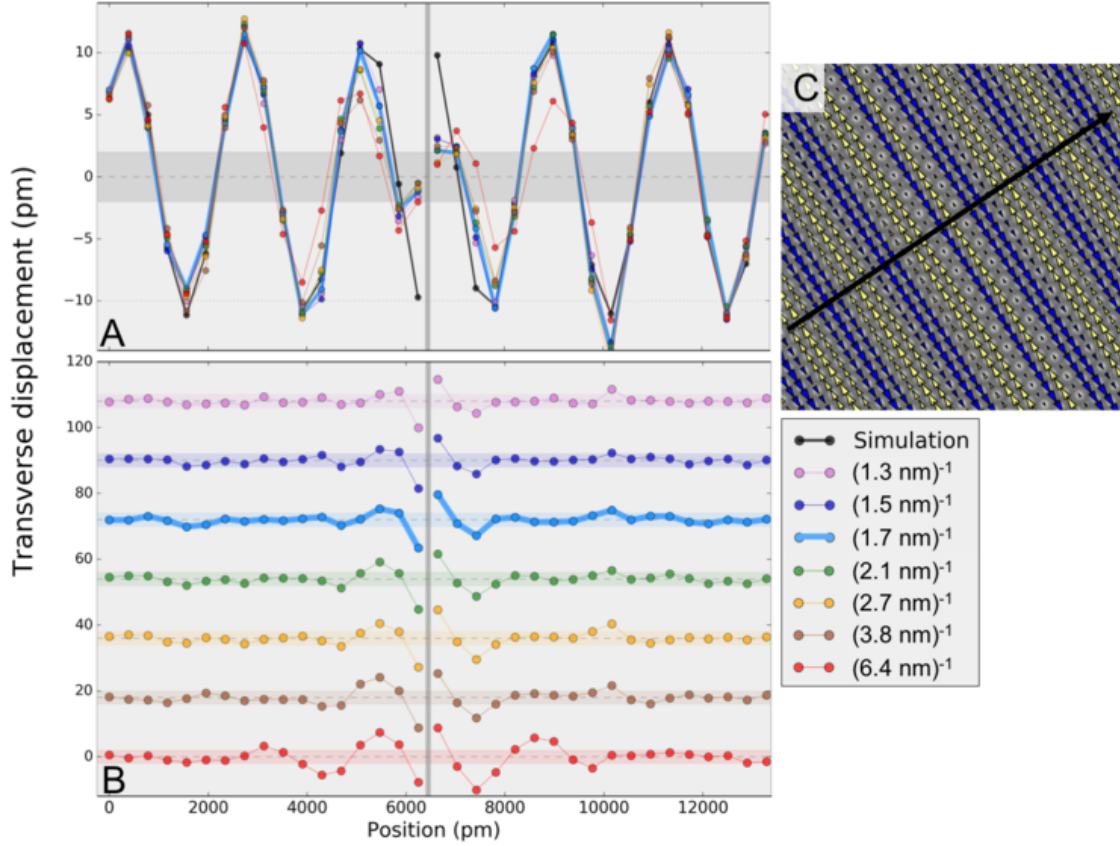 Transverse displacement (pm)
10
5
0
−5
−10
A
120
100
80
60
40
20
0
B
0 2000 4000 6000 8000 10000 12000
Position (pm)
C
Simulation
(1.3 nm)-1
(1.5 nm)-1
(1.7 nm)-1
(2.1 nm)-1
(2.7 nm)-1
(3.8 nm)-1
(6.4 nm)-1